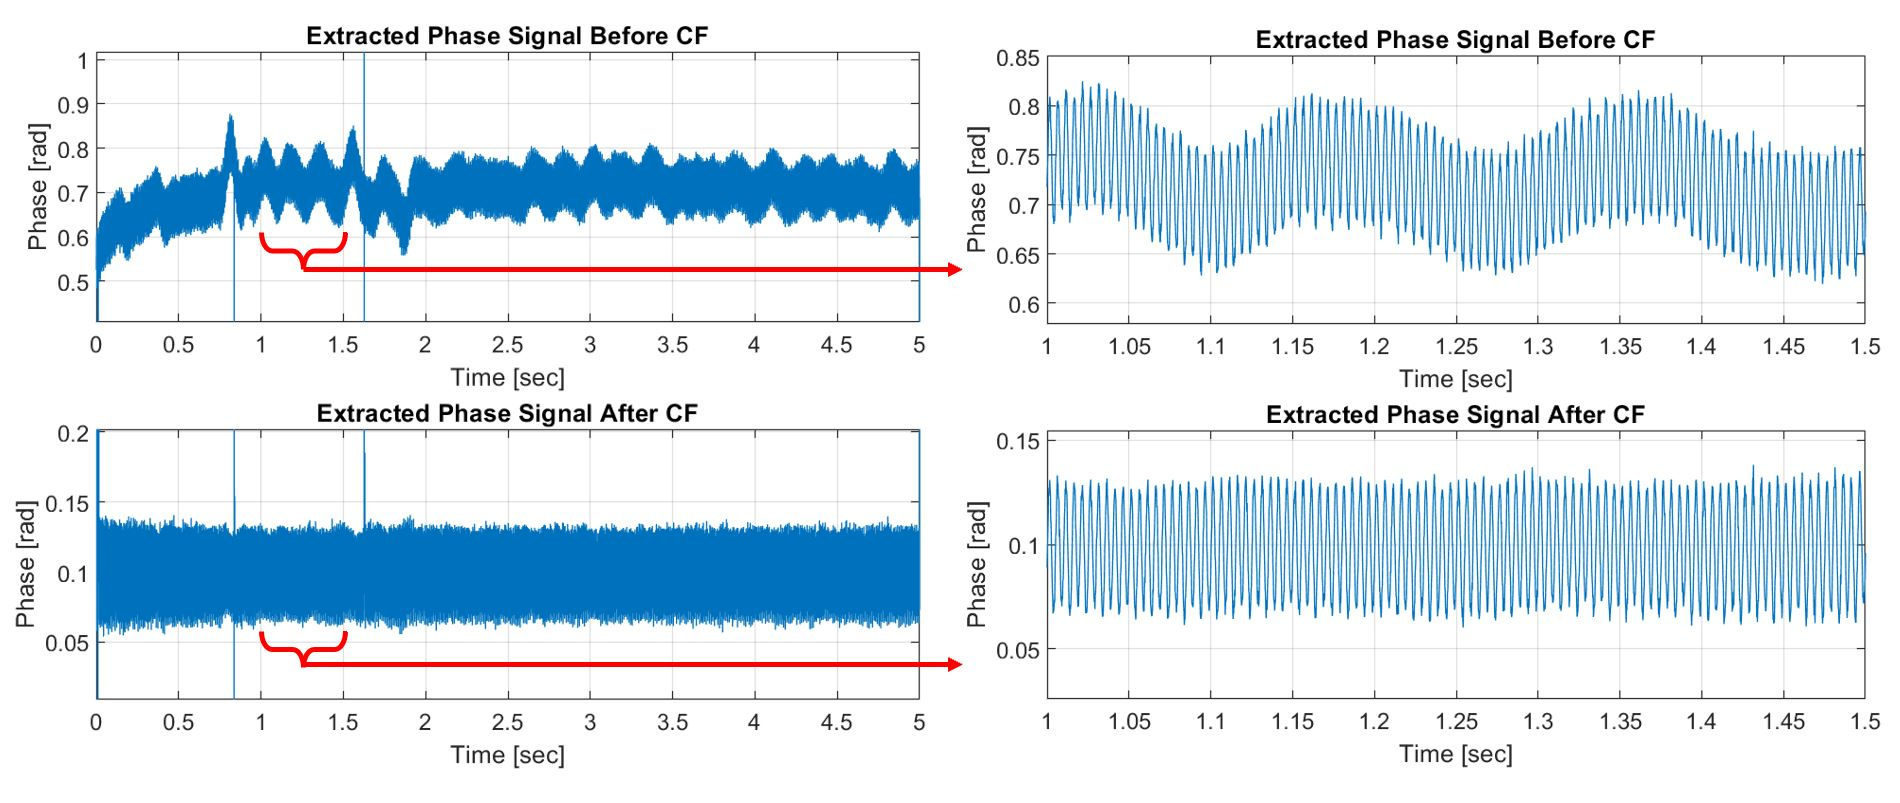 Extracted Phase Signal Before CF
1
0.9
0.8
0.7
0.6
0.5
Phase [rad]
0 0.5 1 1.5 2 2.5 3 3.5 4 4.5 5
Time [sec]
Extracted Phase Signal Before CF
0.85
0.8
0.75
0.7
0.65
0.6
Phase [rad]
1 1.05 1.1 1.15 1.2 1.25 1.3 1.35 1.4 1.45 1.5
Time [sec]
Extracted Phase Signal After CF
0.2
0.15
0.1
0.05
Phase [rad]
0 0.5 1 1.5 2 2.5 3 3.5 4 4.5 5
Time [sec]
Extracted Phase Signal After CF
0.15
0.1
0.05
Phase [rad]
1 1.05 1.1 1.15 1.2 1.25 1.3 1.35 1.4 1.45 1.5
Time [sec]